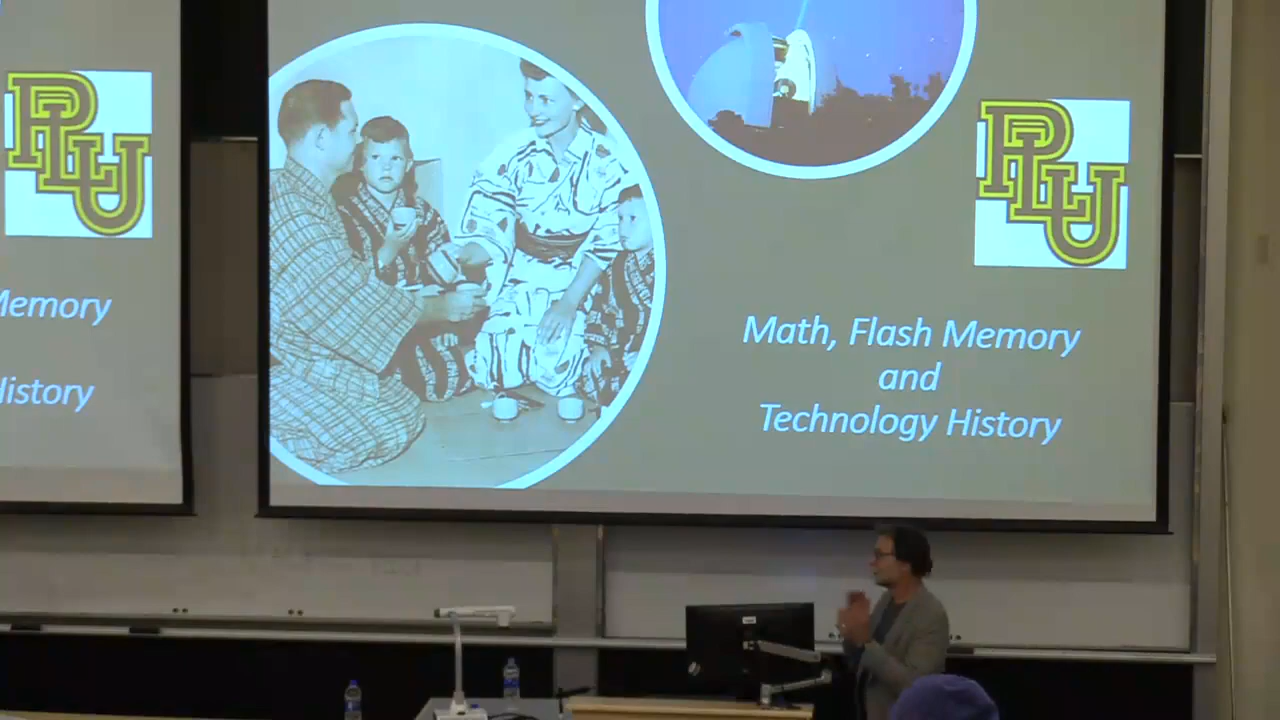 PLU
Memory
History
PLU
Math, Flash Memory
and
Technology History